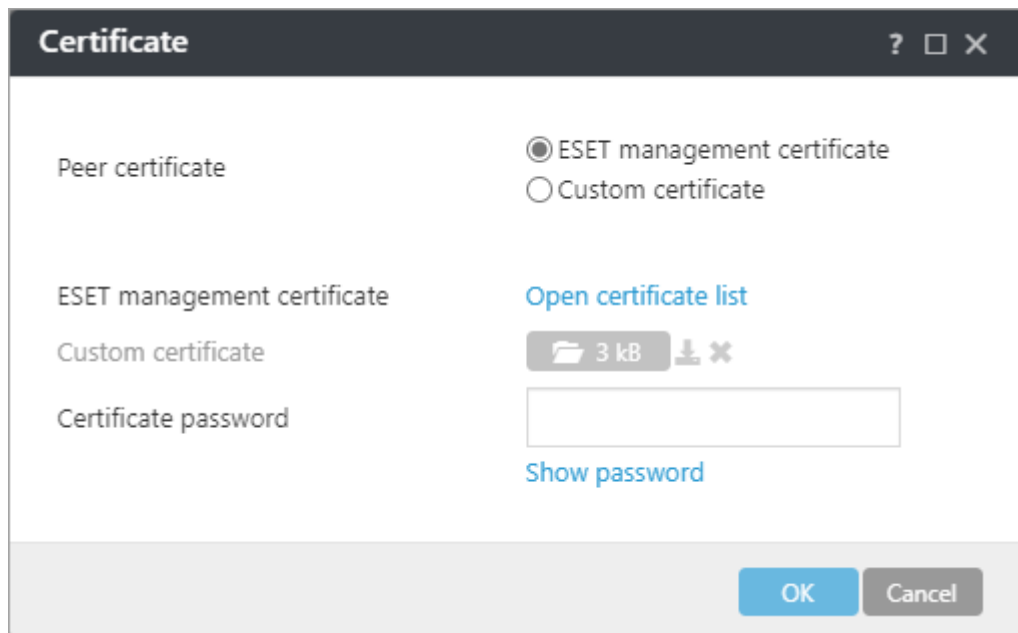 Certificate ?
Peer certificate
ESET management certificate
Custom certificate
ESET management certificate Open certificate list
Custom certificate 3 kB
Certificate password
Show password
OK Cancel